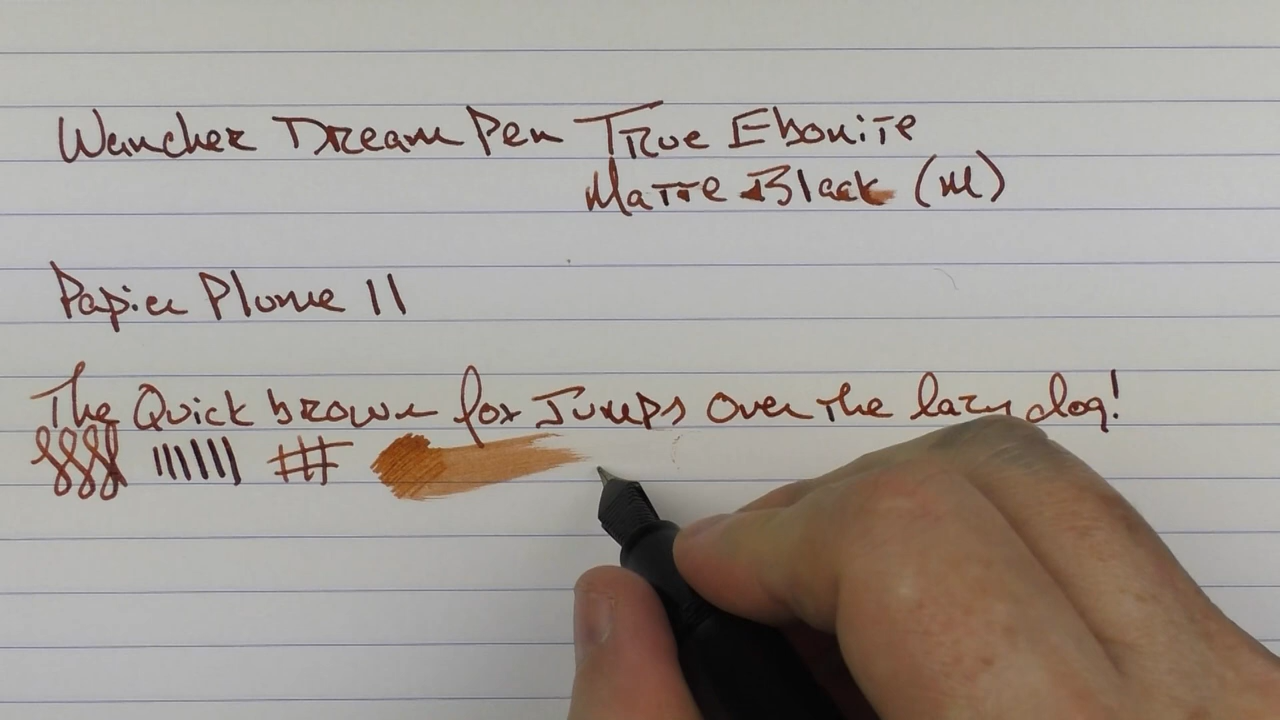 Wancher Dream Pen True Ebonite
Matte Black (M)
Papier Plume 11
The Quick brown fox Jumps over the lazy dog!